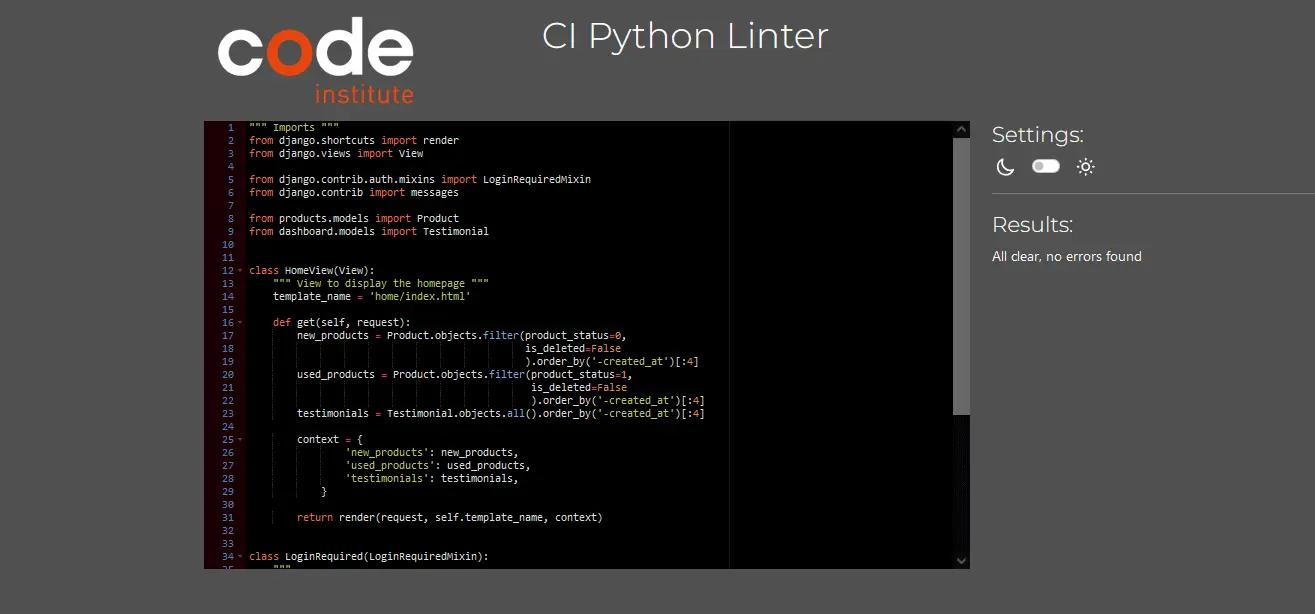 code
institute
CI Python Linter
1 """ Imports """
2 from django.shortcuts import render
3 from django.views import View
4
5 from django.contrib.auth.mixins import LoginRequiredMixin
6 from django.contrib import messages
7
8 from products.models import Product
9 from dashboard.models import Testimonial
10
11
12 class HomeView(View):
13     """ View to display the homepage """
14     template_name = 'home/index.html'
15
16     def get(self, request):
17         new_products = Product.objects.filter(product_status=0,
18                                               is_deleted=False
19                                               ).order_by('-created_at')[:4]
20         used_products = Product.objects.filter(product_status=1,
21                                                is_deleted=False
22                                                ).order_by('-created_at')[:4]
23         testimonials = Testimonial.objects.all().order_by('-created_at')[:4]
24
25         context = {
26                 'new_products': new_products,
27                 'used_products': used_products,
28                 'testimonials': testimonials,
29             }
30
31         return render(request, self.template_name, context)
32
33
34 class LoginRequired(LoginRequiredMixin):
35     """
Settings:
Results:
All clear, no errors found